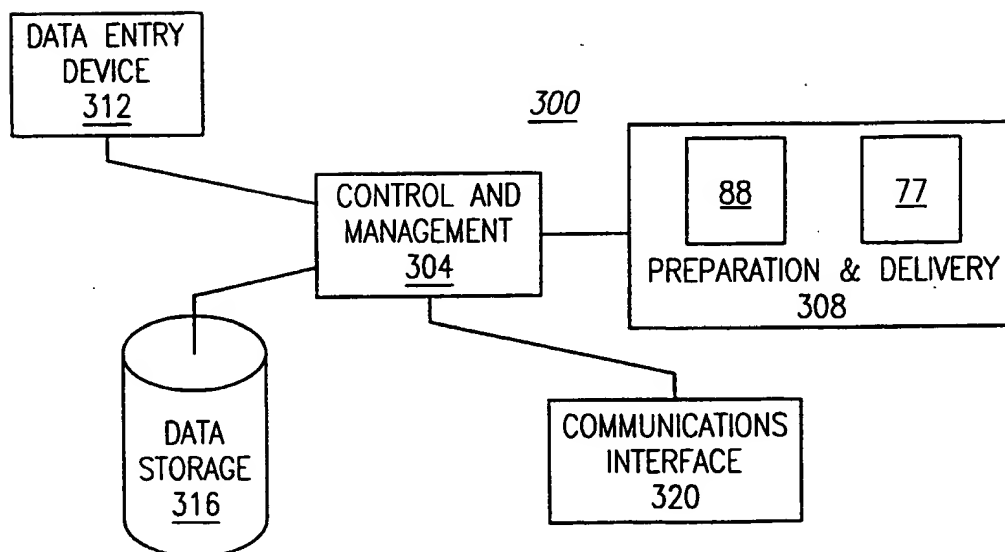 DATA ENTRY
DEVICE
312
300
CONTROL AND
MANAGEMENT
304
88
77
PREPARATION & DELIVERY
308
DATA
STORAGE
316
COMMUNICATIONS
INTERFACE
320